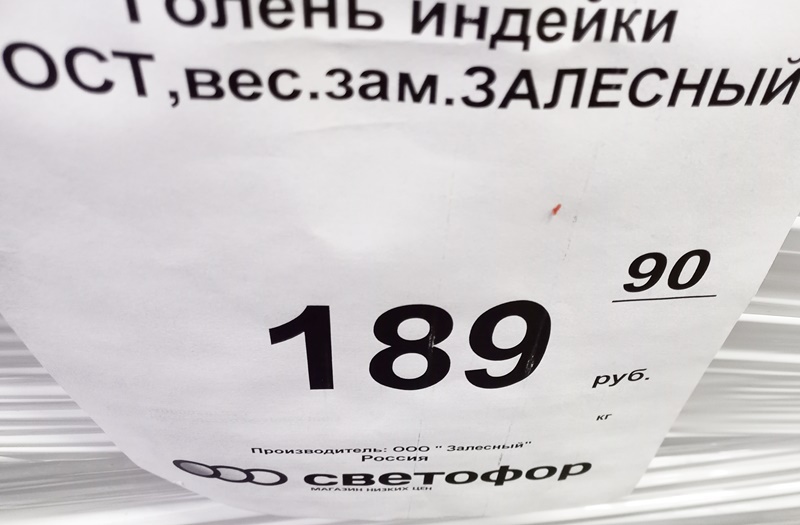 Голень индейки
ОСТ,вес.зам.ЗАЛЕСНЫЙ
189
90
руб.
кг
Производитель: ООО " Залесный"
Россия
светофор
МАГАЗИН НИЗКИХ ЦЕН